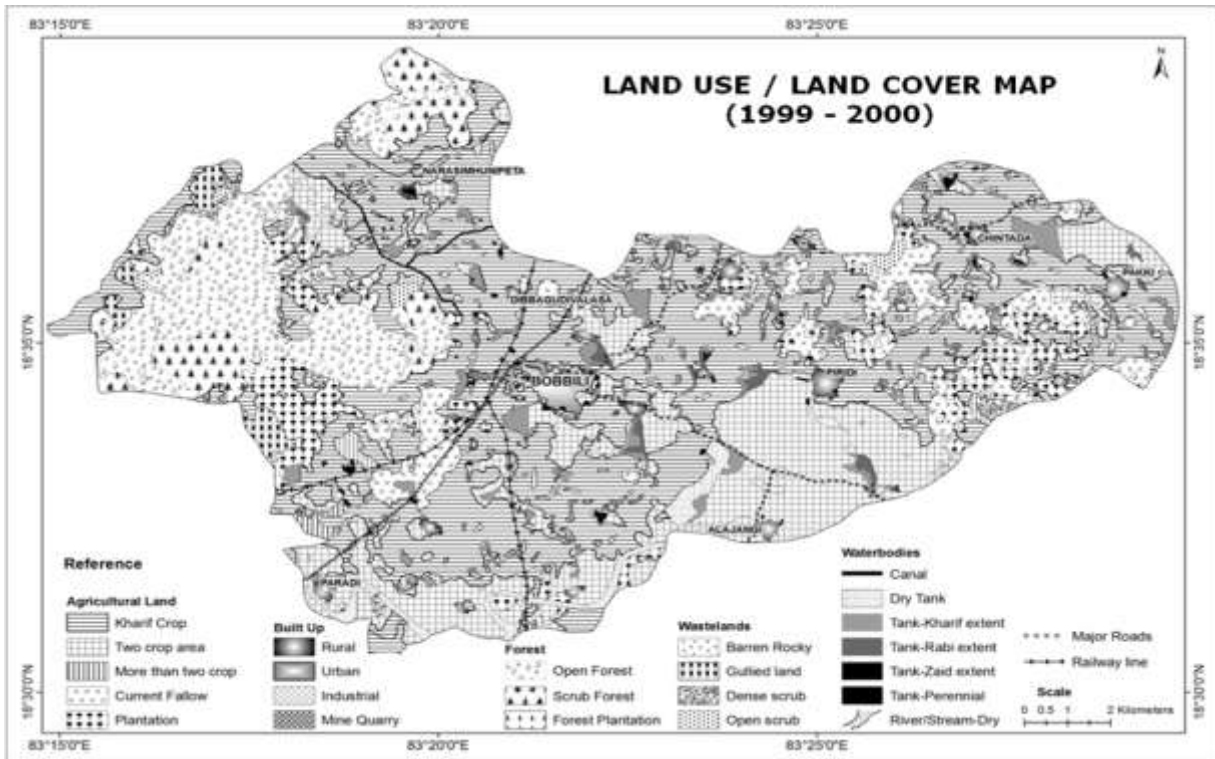 83°15'0"E 83°20'0"E 83°25'0"E
N
LAND USE / LAND COVER MAP
(1999 - 2000)
NARASIMHUNIPETA
CHINTADA
PAKKI
DIBBAGUDIVALASA
18°35'0"N 18°35'0"N
PIRIDI
BOBBILI
ALAJANGI
PARADI
Reference
Agricultural Land
Kharif Crop
Two crop area
More than two crop
Current Fallow
Plantation
Built Up
Rural
Urban
Industrial
Mine Quarry
Forest
Open Forest
Scrub Forest
Forest Plantation
Wastelands
Barren Rocky
Gullied land
Dense scrub
Open scrub
Waterbodies
Canal
Dry Tank
Tank-Kharif extent
Tank-Rabi extent
Tank-Zaid extent
Tank-Perennial
River/Stream-Dry
Major Roads
Railway line
Scale
0 0.5 1 2 Kilometers
18°30'0"N 18°30'0"N
83°15'0"E 83°20'0"E 83°25'0"E